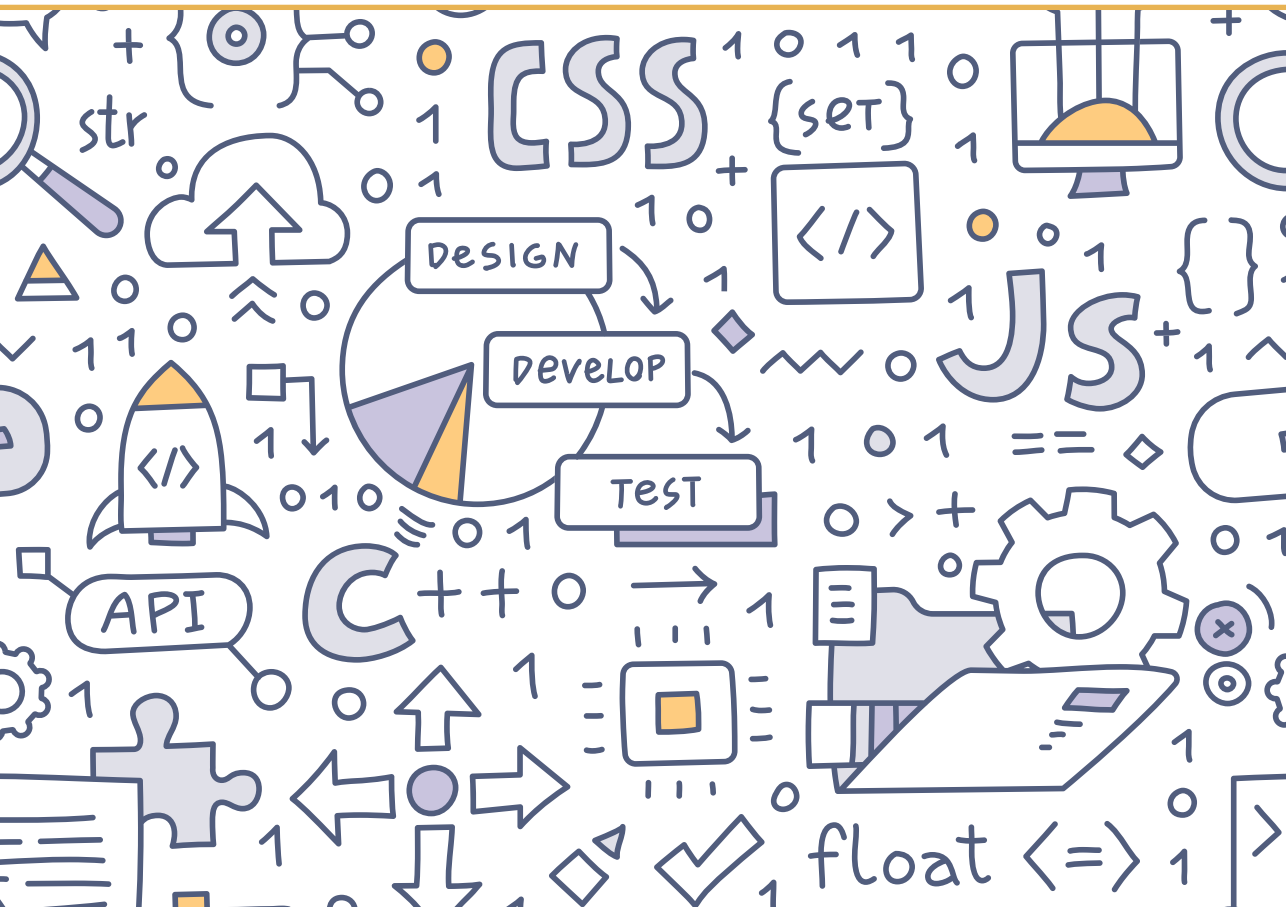 CSS
{set}
str
</>
DESIGN
{ }
JS
DEVELOP
</>
TEST
API
C++
float <=>